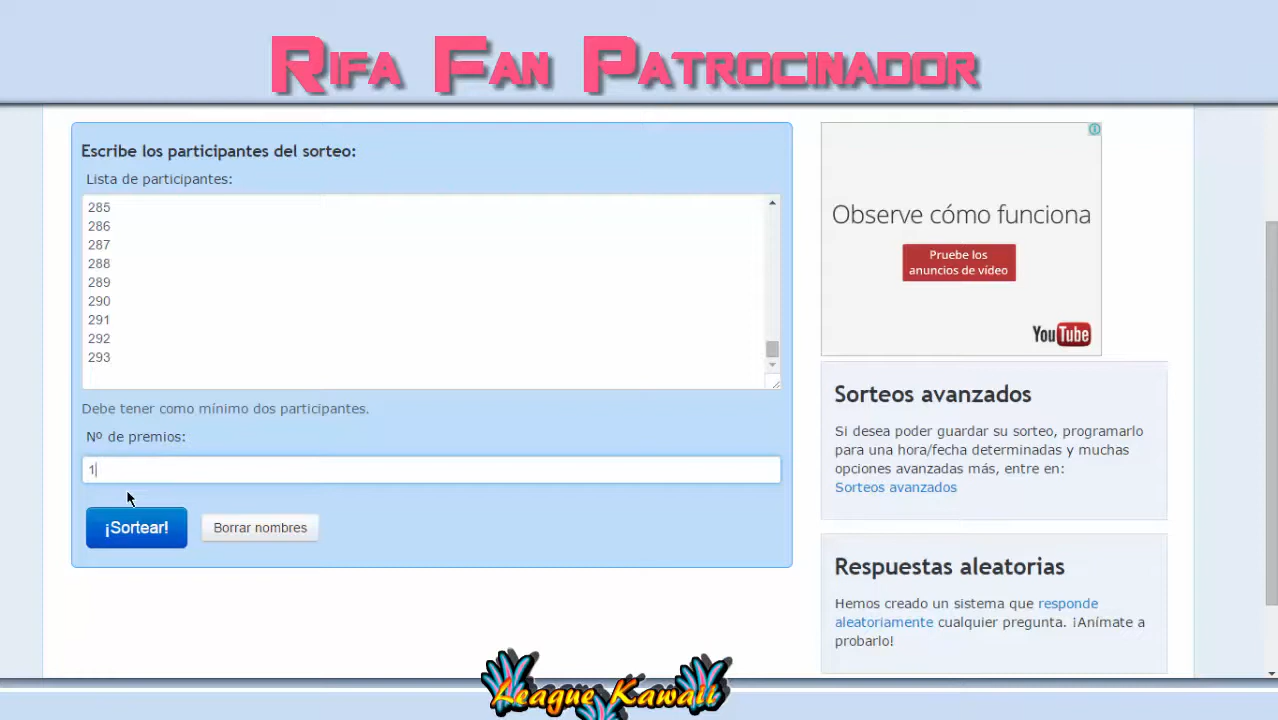 Rifa Fan Patrocinador
Escribe los participantes del sorteo:
Lista de participantes:
285
286
287
288
289
290
291
292
293
Debe tener como mínimo dos participantes.
Nº de premios:
1
¡Sortear!
Borrar nombres
Observe cómo funciona
Pruebe los
anuncios de vídeo
YouTube
Sorteos avanzados
Si desea poder guardar su sorteo, programarlo
para una hora/fecha determinadas y muchas
opciones avanzadas más, entre en:
Sorteos avanzados
Respuestas aleatorias
Hemos creado un sistema que responde
aleatoriamente cualquier pregunta. ¡Anímate a
probarlo!
League Kawaii